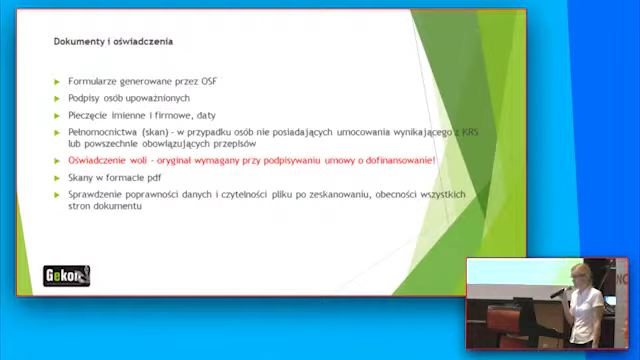 Dokumenty i oświadczenia
Formularze generowane przez OSF
Podpisy osób upoważnionych
Pieczęcie imienne i firmowe, daty
Pełnomocnictwa (skan) – w przypadku osób nie posiadających umocowania wynikającego z KRS
lub powszechnie obowiązujących przepisów
Oświadczenie woli – oryginał wymagany przy podpisywaniu umowy o dofinansowanie!
Skany w formacie pdf
Sprawdzenie poprawności danych i czytelności pliku po zeskanowaniu, obecności wszystkich
stron dokumentu
Gekon